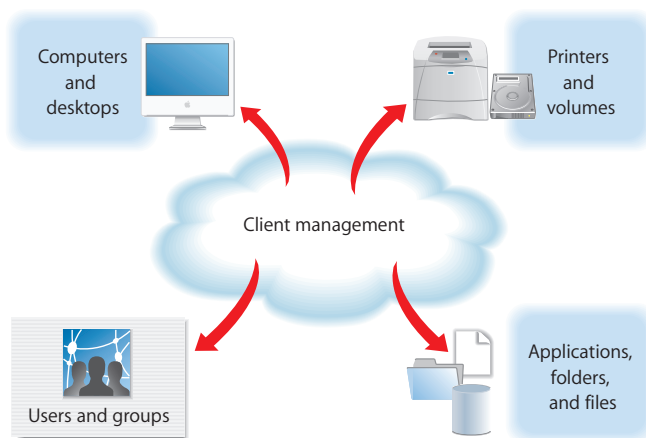 Computers
and
desktops
Printers
and
volumes
Client management
Users and groups
Applications,
folders,
and files